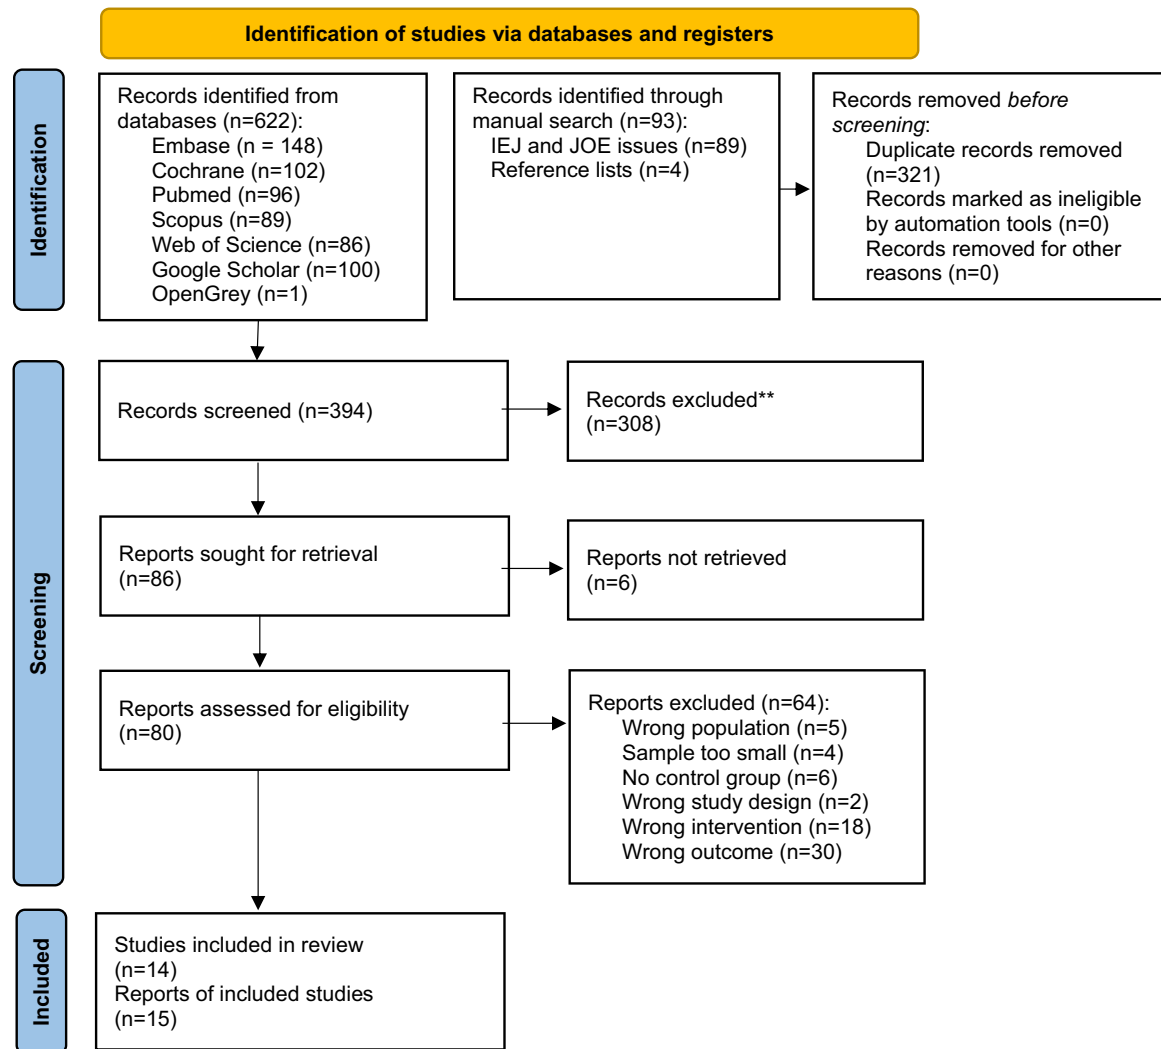 Identification of studies via databases and registers
Identification
Records identified from
databases (n=622):
Embase (n = 148)
Cochrane (n=102)
Pubmed (n=96)
Scopus (n=89)
Web of Science (n=86)
Google Scholar (n=100)
OpenGrey (n=1)
Records identified through
manual search (n=93):
IEJ and JOE issues (n=89)
Reference lists (n=4)
Records removed before
screening:
Duplicate records removed
(n=321)
Records marked as ineligible
by automation tools (n=0)
Records removed for other
reasons (n=0)
Screening
Records screened (n=394)
Records excluded**
(n=308)
Reports sought for retrieval
(n=86)
Reports not retrieved
(n=6)
Reports assessed for eligibility
(n=80)
Reports excluded (n=64):
Wrong population (n=5)
Sample too small (n=4)
No control group (n=6)
Wrong study design (n=2)
Wrong intervention (n=18)
Wrong outcome (n=30)
Included
Studies included in review
(n=14)
Reports of included studies
(n=15)